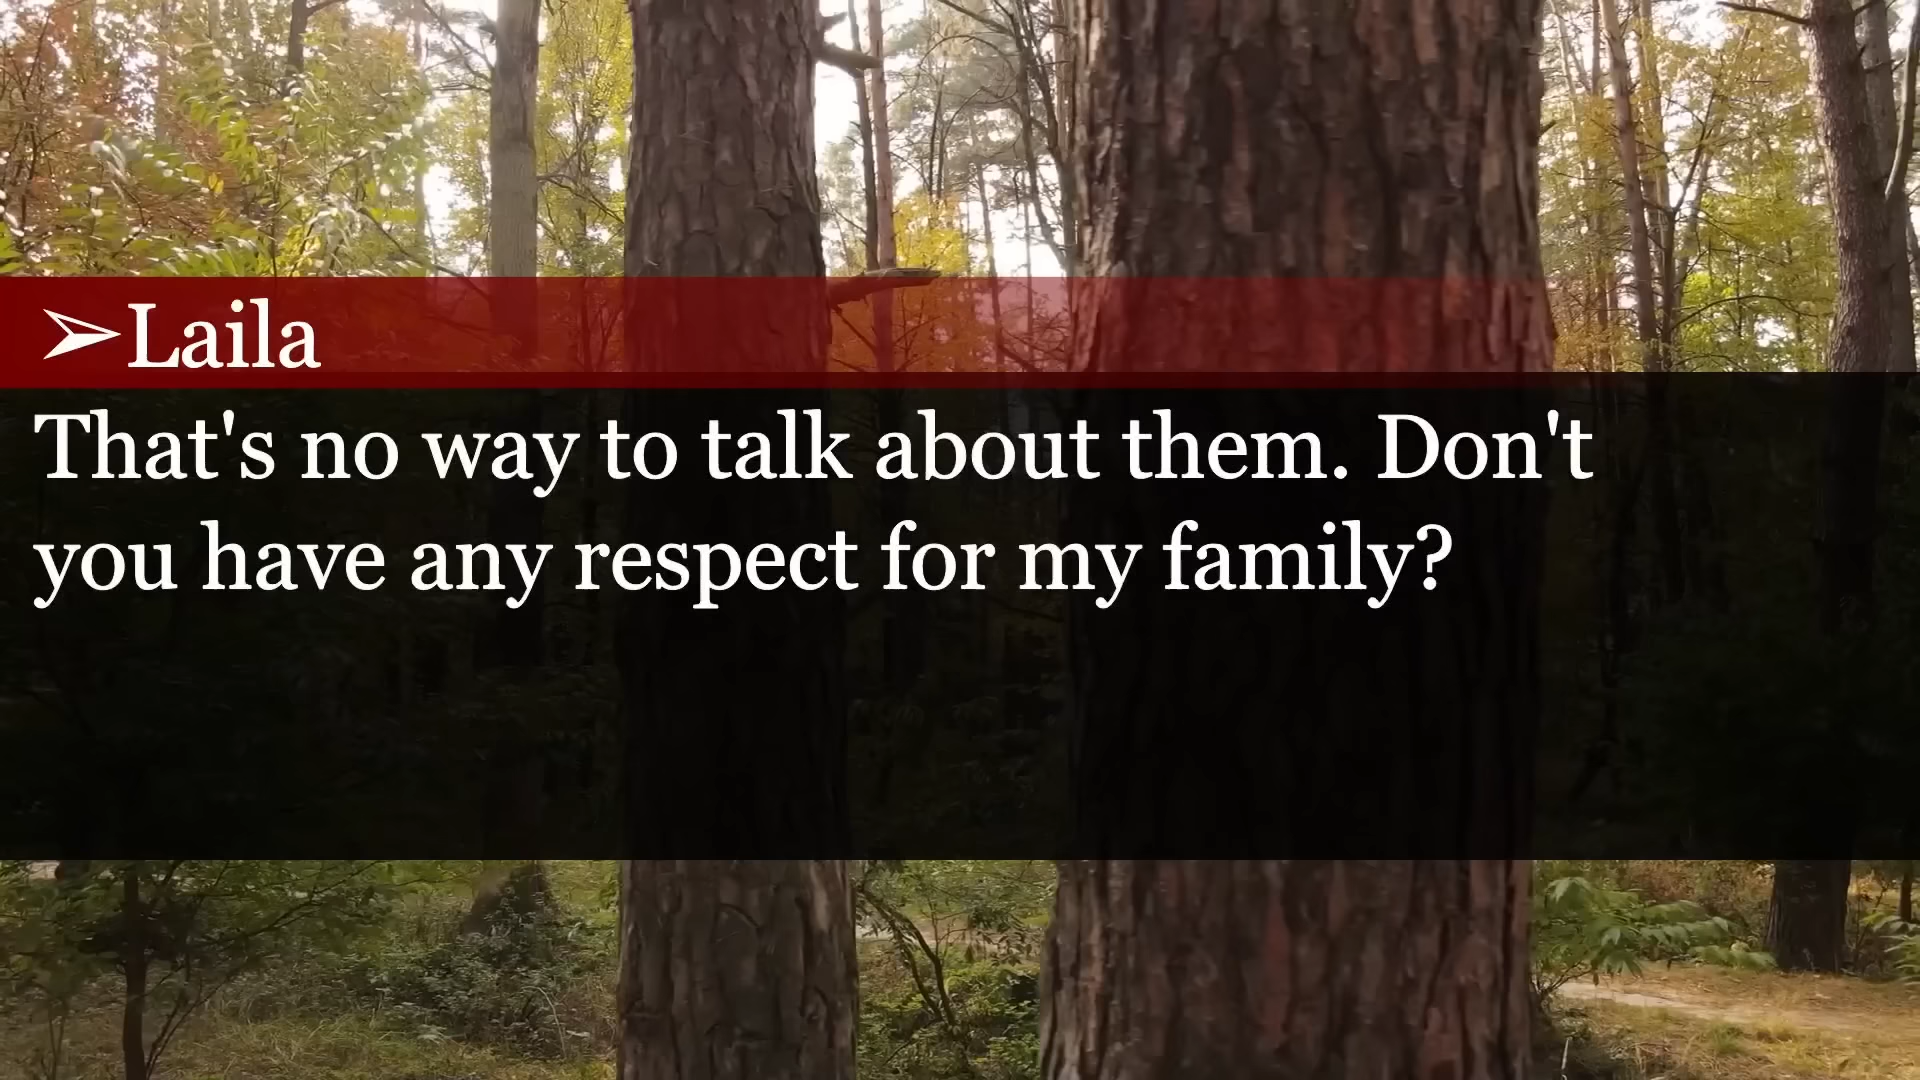 ➢Laila
That's no way to talk about them. Don't
you have any respect for my family?